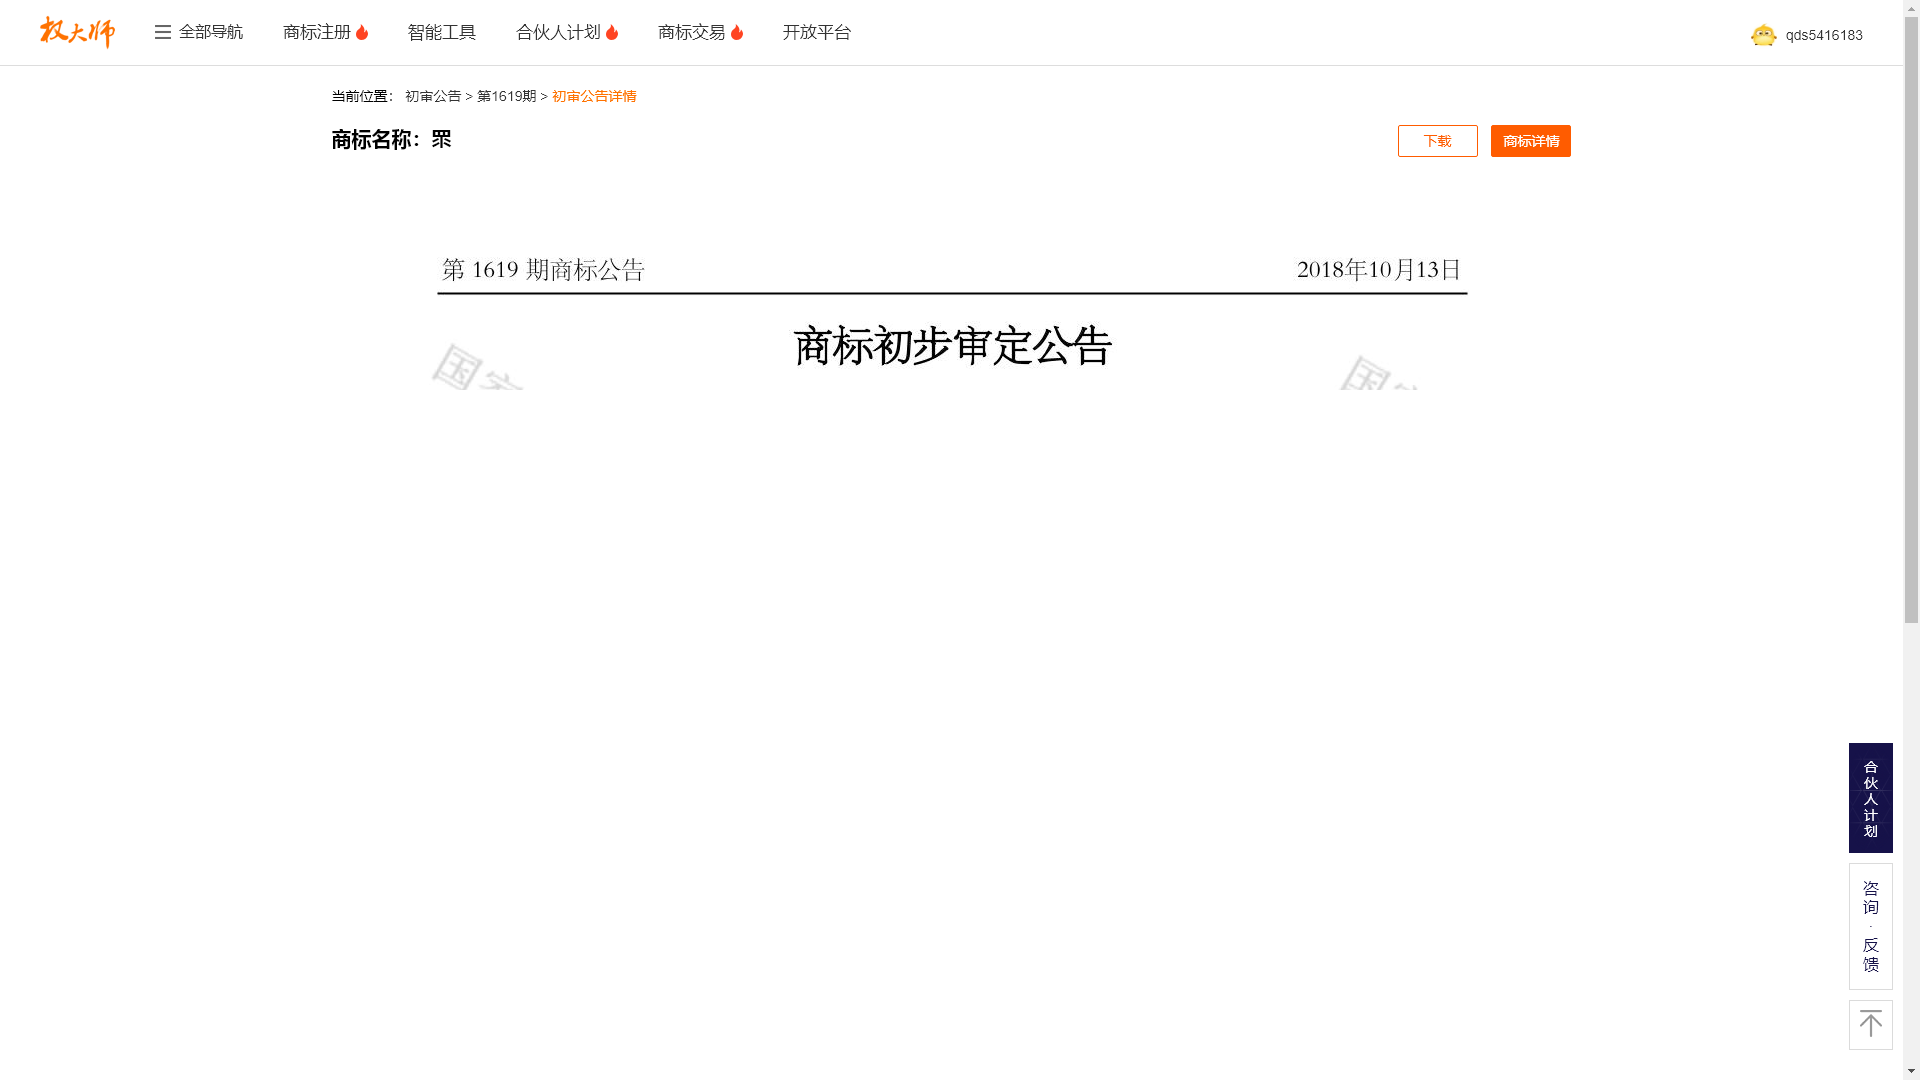 权大师 全部导航 商标注册 智能工具 合伙人计划 商标交易 开放平台 qds5416183
当前位置： 初审公告 > 第1619期 > 初审公告详情
商标名称：
下载 商标详情
第 1619 期商标公告 2018年10月13日
商标初步审定公告
国家
合伙人计划
咨询·反馈